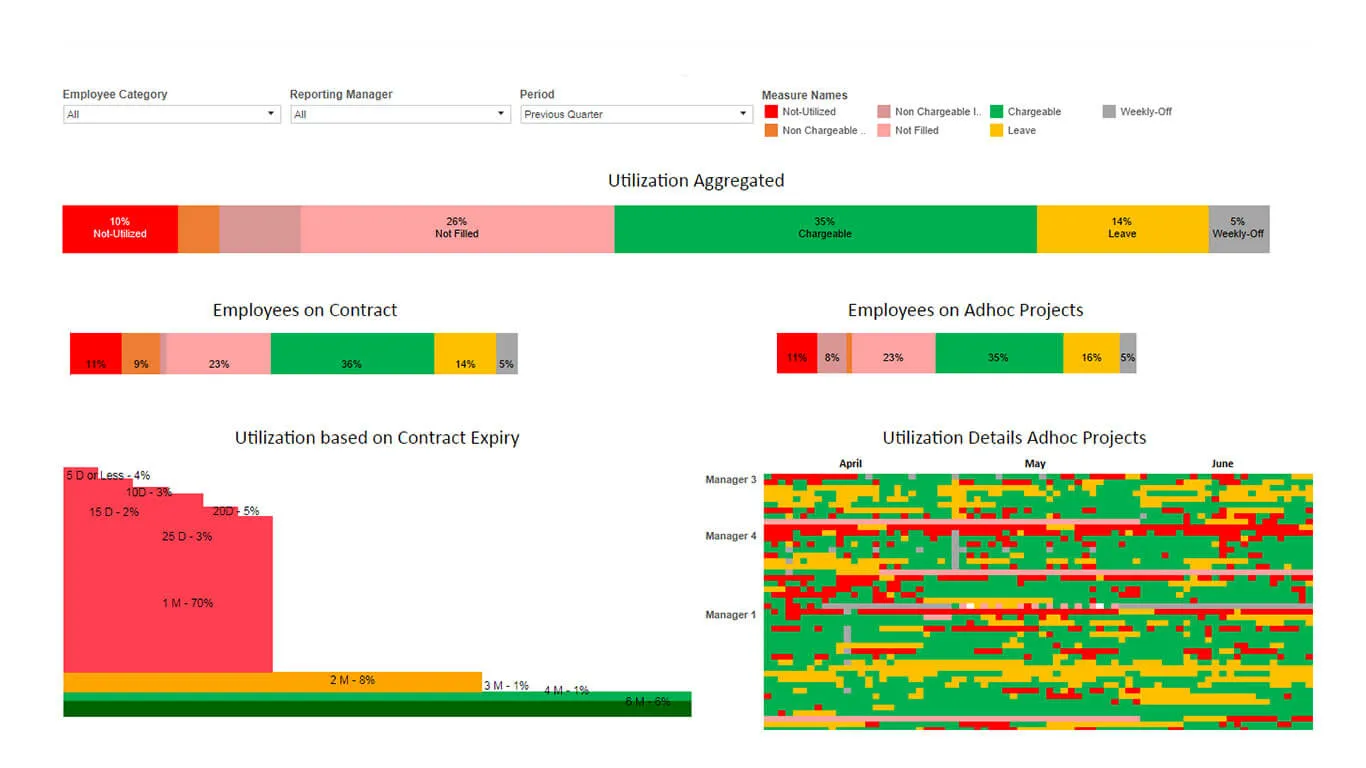 Employee Category
Reporting Manager
Period
Measure Names
All
All
Previous Quarter
Not-Utilized
Non Chargeable I..
Chargeable
Weekly-Off
Non Chargeable ..
Not Filled
Leave
Utilization Aggregated
10%
Not-Utilized
26%
Not Filled
35%
Chargeable
14%
Leave
5%
Weekly-Off
Employees on Contract
11% 9% 23% 36% 14% 5%
Employees on Adhoc Projects
11% 8% 23% 35% 16% 5%
Utilization based on Contract Expiry
5 D or Less - 4%
10D - 3%
15 D - 2%
20D - 5%
25 D - 3%
1 M - 70%
2 M - 8%
3 M - 1%
4 M - 1%
6 M - 6%
Utilization Details Adhoc Projects
April May June
Manager 3
Manager 4
Manager 1